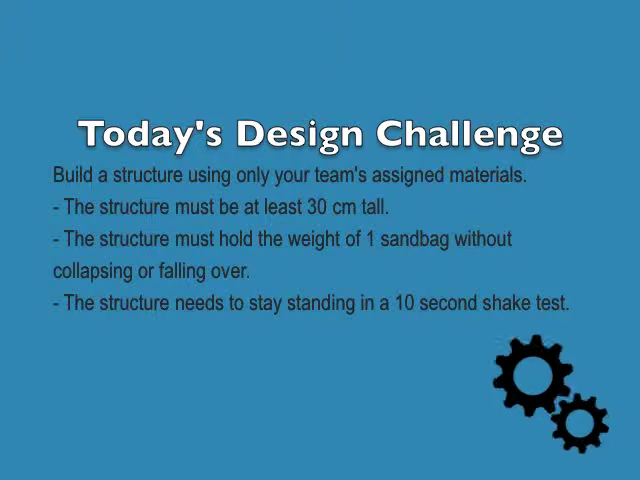 Today's Design Challenge
Build a structure using only your team's assigned materials.
- The structure must be at least 30 cm tall.
- The structure must hold the weight of 1 sandbag without
collapsing or falling over.
- The structure needs to stay standing in a 10 second shake test.